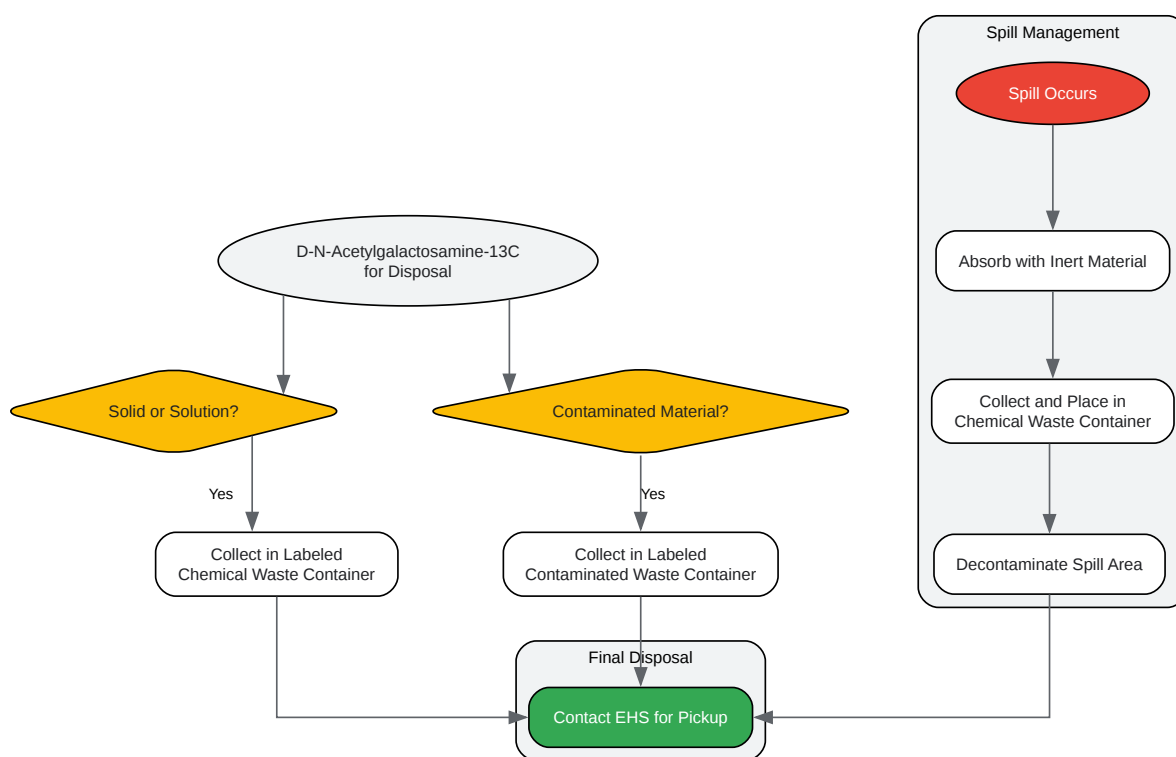 Spill Management
Spill Occurs
D-N-Acetylgalactosamine-13C
for Disposal
Absorb with Inert Material
Solid or Solution?
Contaminated Material?
Collect and Place in
Chemical Waste Container
Yes
Yes
Collect in Labeled
Chemical Waste Container
Collect in Labeled
Contaminated Waste Container
Decontaminate Spill Area
Final Disposal
Contact EHS for Pickup